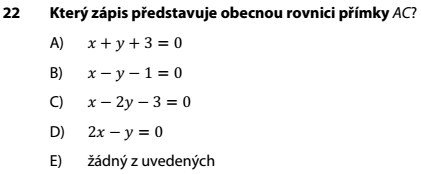 22 Který zápis představuje obecnou rovnici přímky AC?
A) x + y + 3 = 0
B) x − y − 1 = 0
C) x − 2y − 3 = 0
D) 2x − y = 0
E) žádný z uvedených